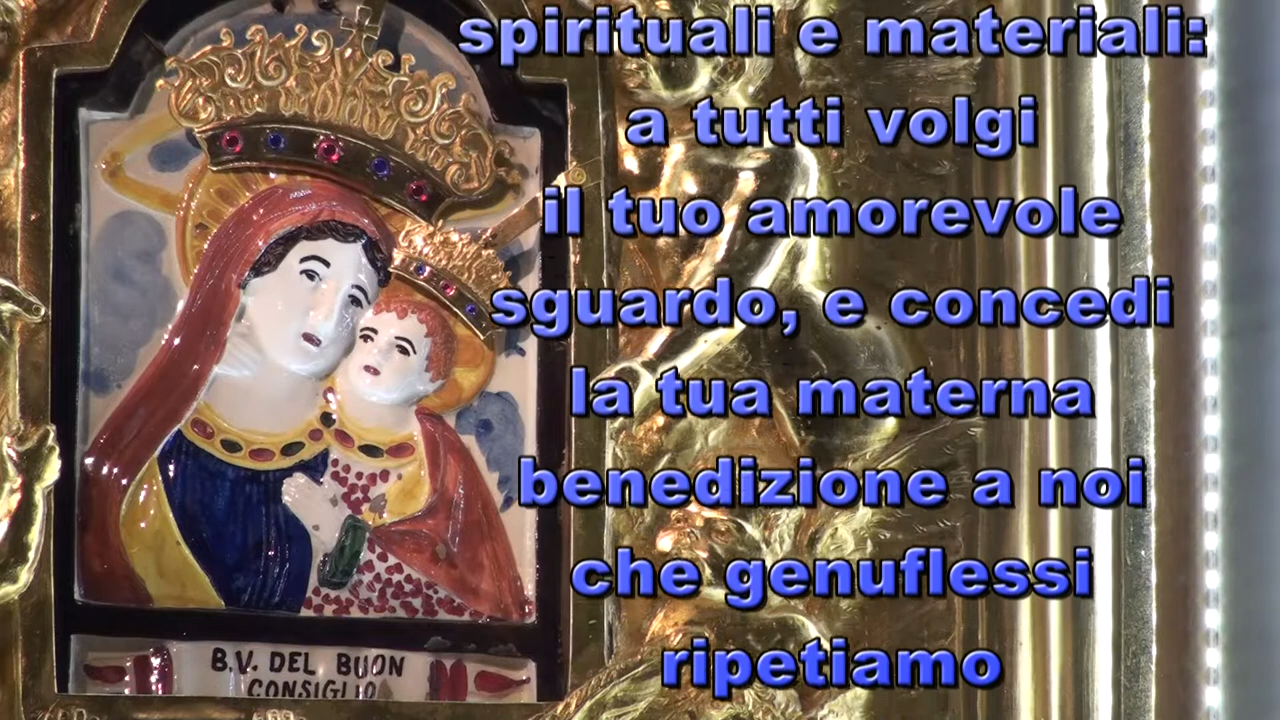 spirituali e materiali:
a tutti volgi
il tuo amorevole
sguardo, e concedi
la tua materna
benedizione a noi
che genuflessi
ripetiamo
B.V. DEL BUON
CONSIGLIO